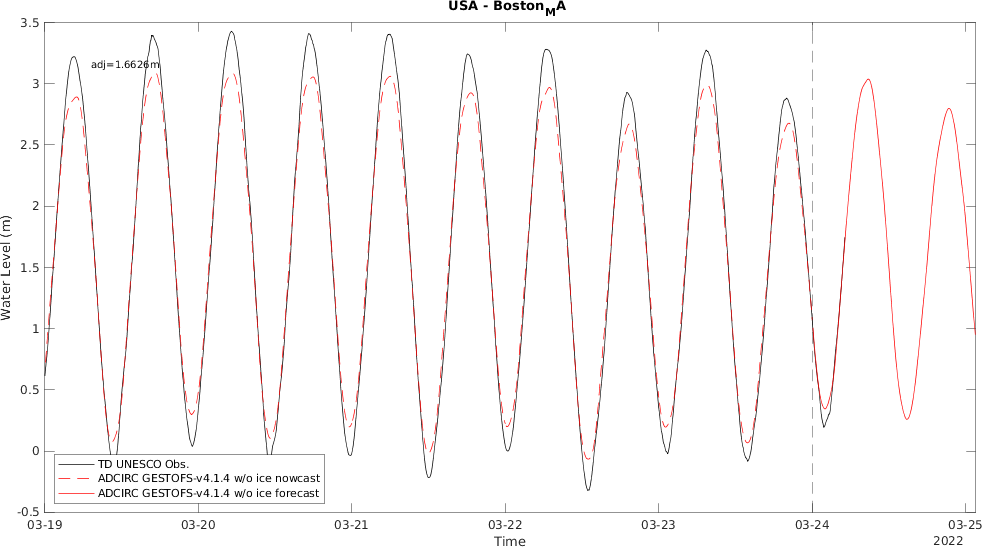 USA - Boston_MA
3.5
adj=1.6626m
3
2.5
2
1.5
1
0.5
0
-0.5
Water Level (m)
TD UNESCO Obs.
ADCIRC GESTOFS-v4.1.4 w/o ice nowcast
ADCIRC GESTOFS-v4.1.4 w/o ice forecast
03-19 03-20 03-21 03-22 03-23 03-24 03-25
Time
2022